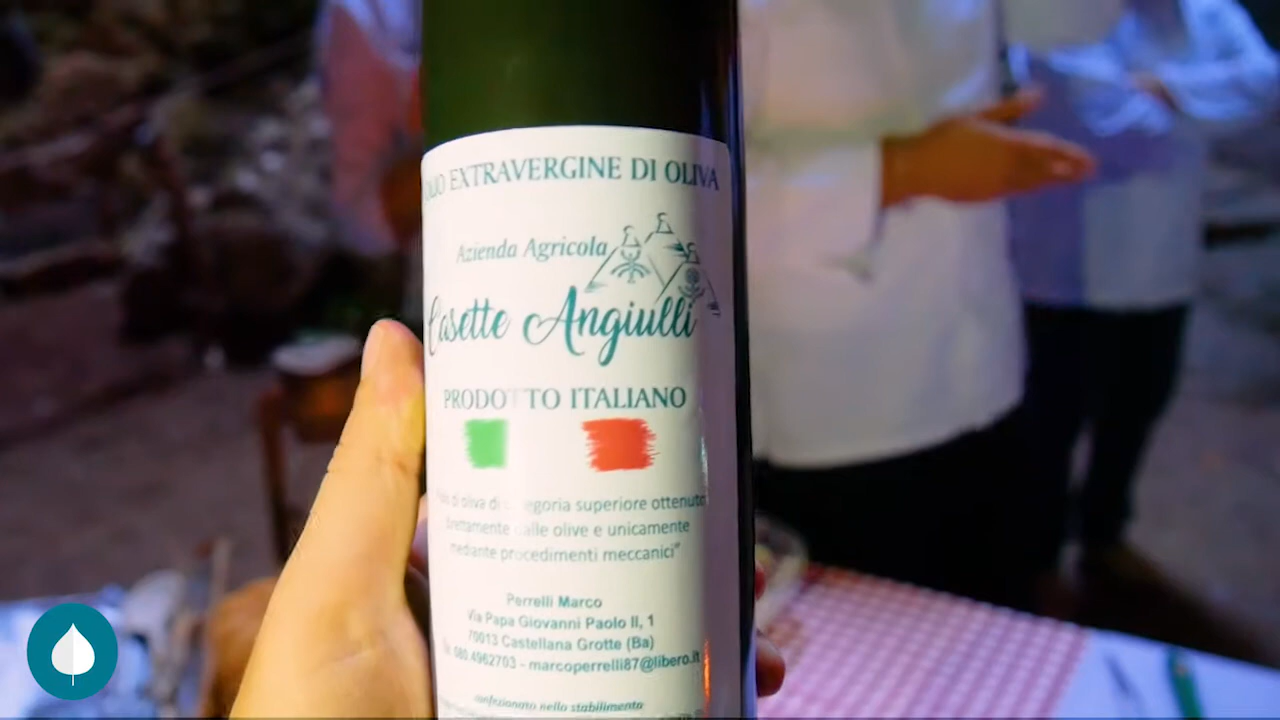 OLIO EXTRAVERGINE DI OLIVA
Azienda Agricola
Casette Angiulli
PRODOTTO ITALIANO
d'oliva di egoria superiore ottenuto
direttamente dalle olive e unicamente
mediante procedimenti meccanici"
Perrelli Marco
Via Papa Giovanni Paolo II, 1
70013 Castellana Grotte (Ba)
080.4962703 - marcoperrelli87@libero.it
confezionato nello stabilimento